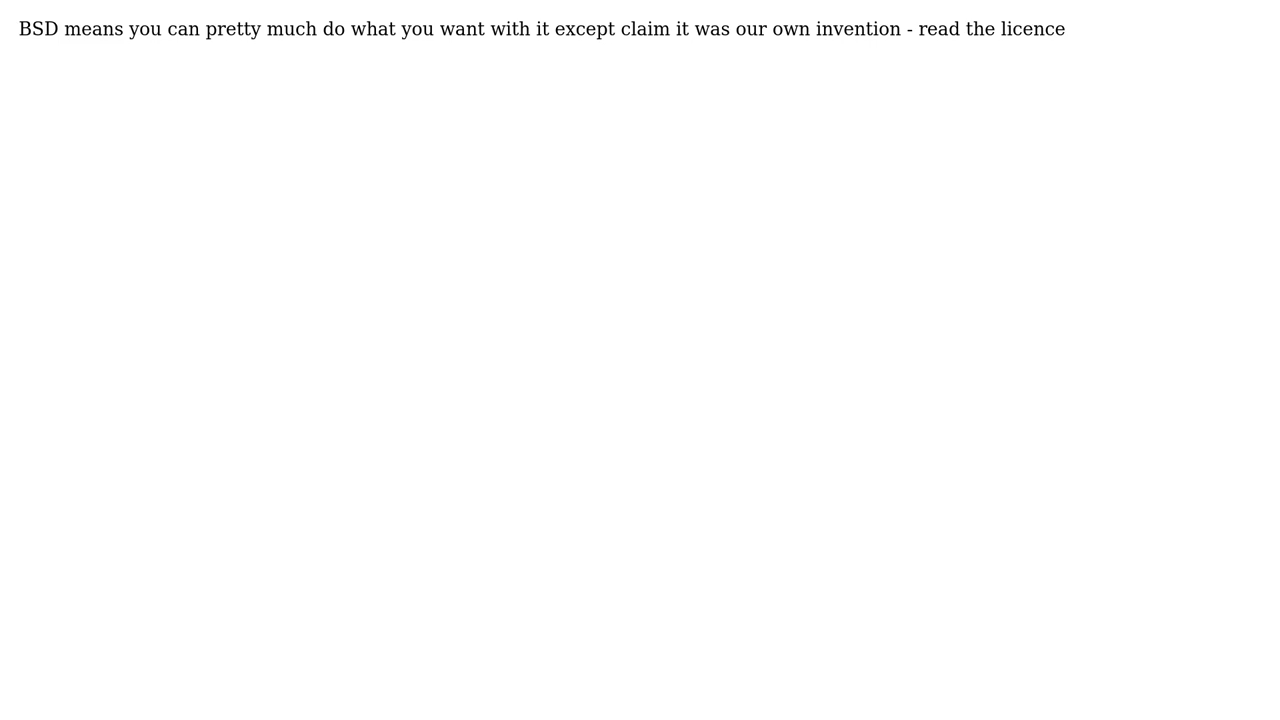 BSD means you can pretty much do what you want with it except claim it was our own invention - read the licence